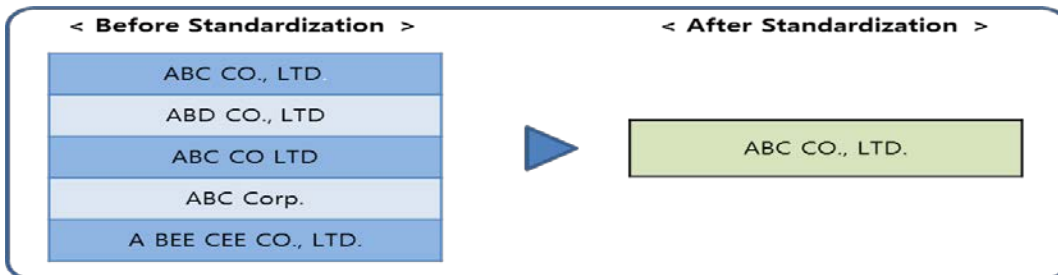 < Before Standardization >
ABC CO., LTD.
ABD CO., LTD
ABC CO LTD
ABC Corp.
A BEE CEE CO., LTD.
< After Standardization >
ABC CO., LTD.